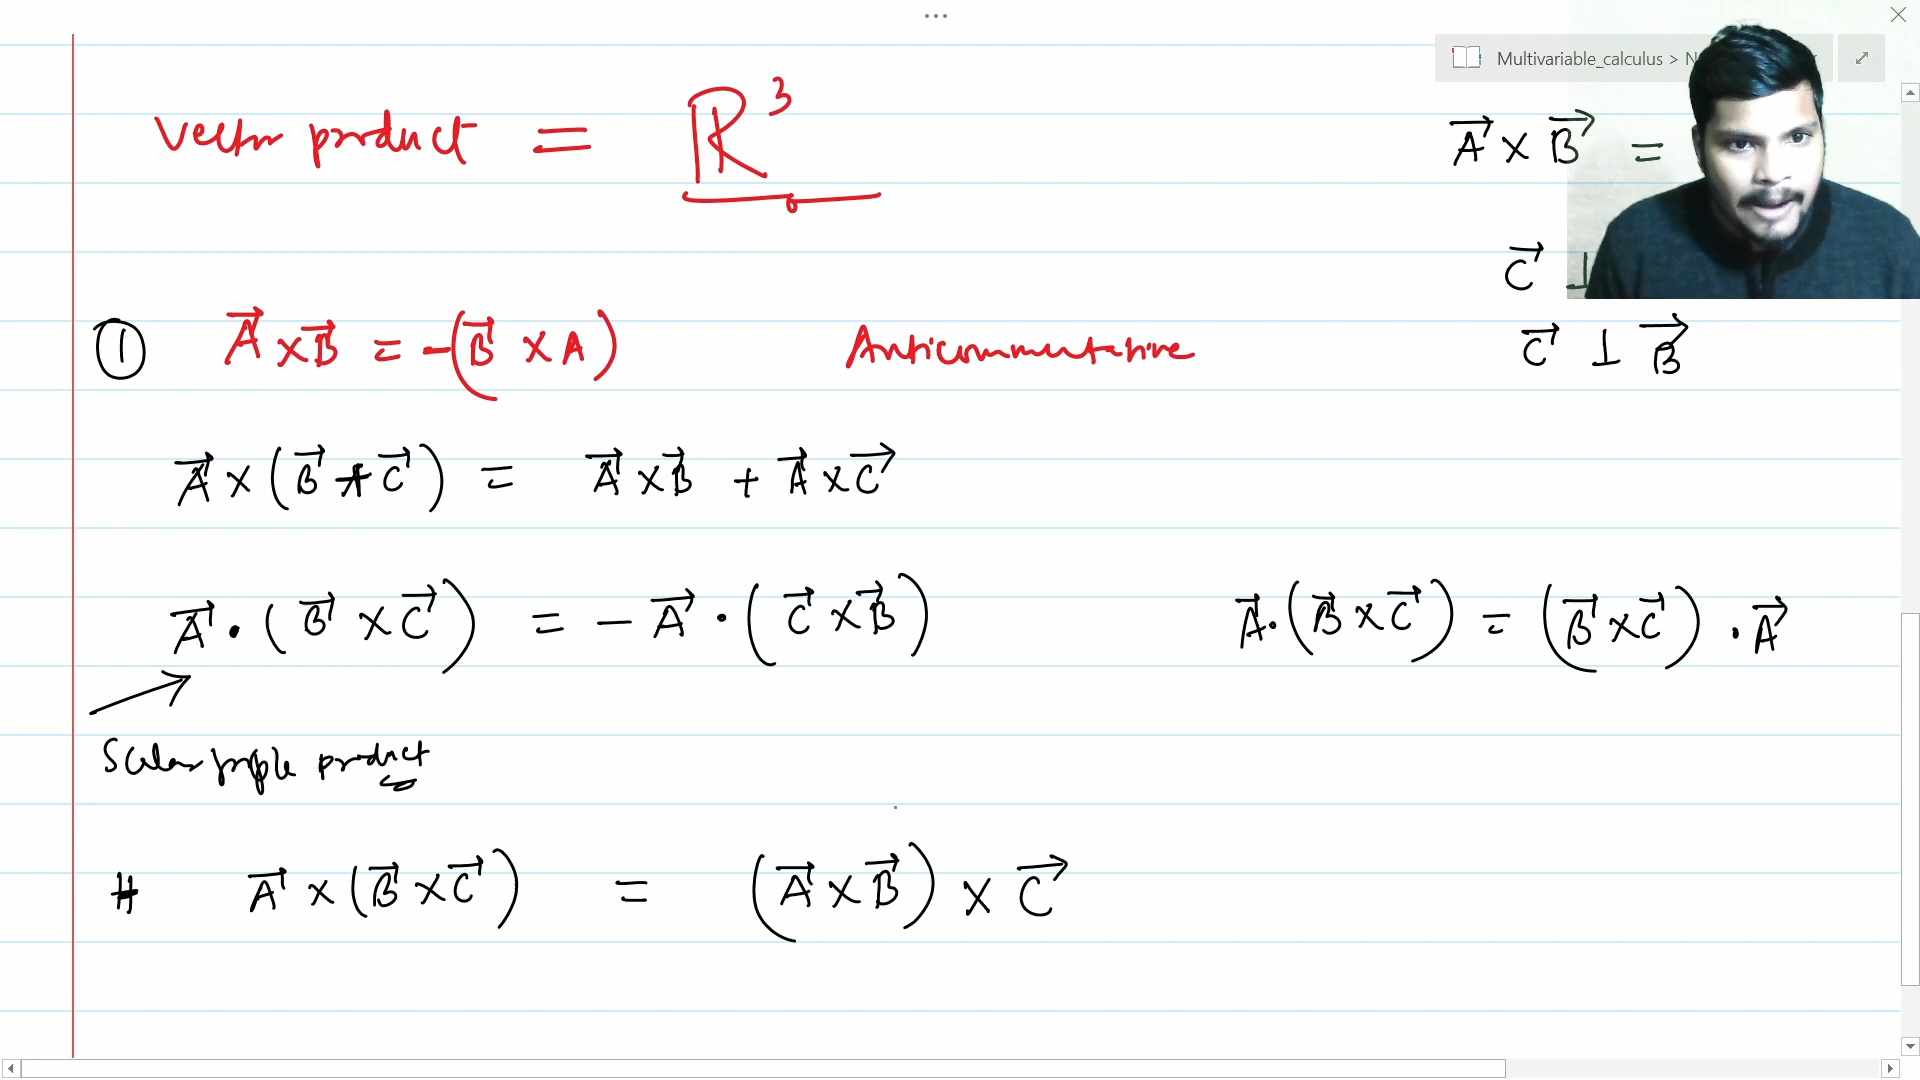 ...
Multivariable_calculus > N
Vector product = ℝ³
A⃗ × B⃗ =
C⃗ ⊥
① A⃗ × B⃗ = -(B⃗ × A) Anticommutative
C⃗ ⊥ B⃗
A⃗ × (B⃗ + C⃗) = A⃗ × B⃗ + A⃗ × C⃗
A⃗ · (B⃗ × C⃗) = - A⃗ · (C⃗ × B⃗) A⃗ · (B⃗ × C⃗) = (B⃗ × C⃗) · A⃗
Scalar triple product
# A⃗ × (B⃗ × C⃗) = (A⃗ × B⃗) × C⃗